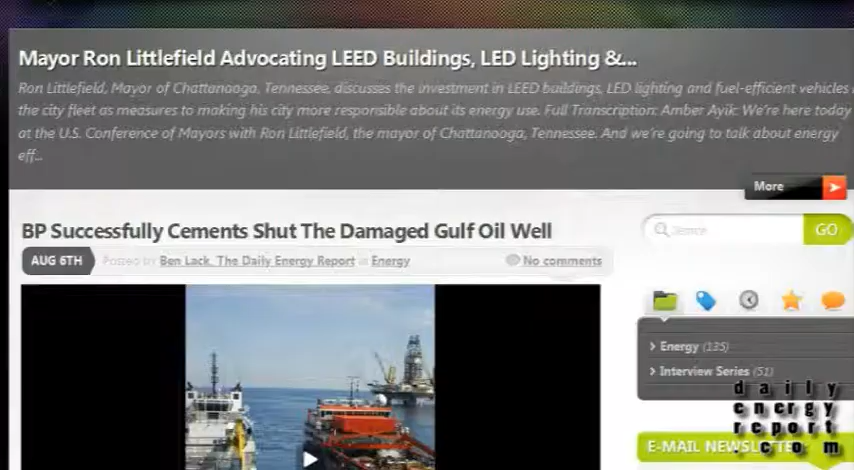 Mayor Ron Littlefield Advocating LEED Buildings, LED Lighting &...
Ron Littlefield, Mayor of Chattanooga, Tennessee, discusses the investment in LEED buildings, LED lighting and fuel-efficient vehicles
the city fleet as measures to making his city more responsible about its energy use. Full Transcription: Amber Ayik: We're here today
at the U.S. Conference of Mayors with Ron Littlefield, the mayor of Chattanooga, Tennessee. And we're going to talk about energy
eff...
More
BP Successfully Cements Shut The Damaged Gulf Oil Well
GO
AUG 6TH Posted by Ben Lack, The Daily Energy Report in Energy No comments
Energy (135)
Interview Series (51)
daily
energy
report
. com
E-MAIL NEWSLETTER